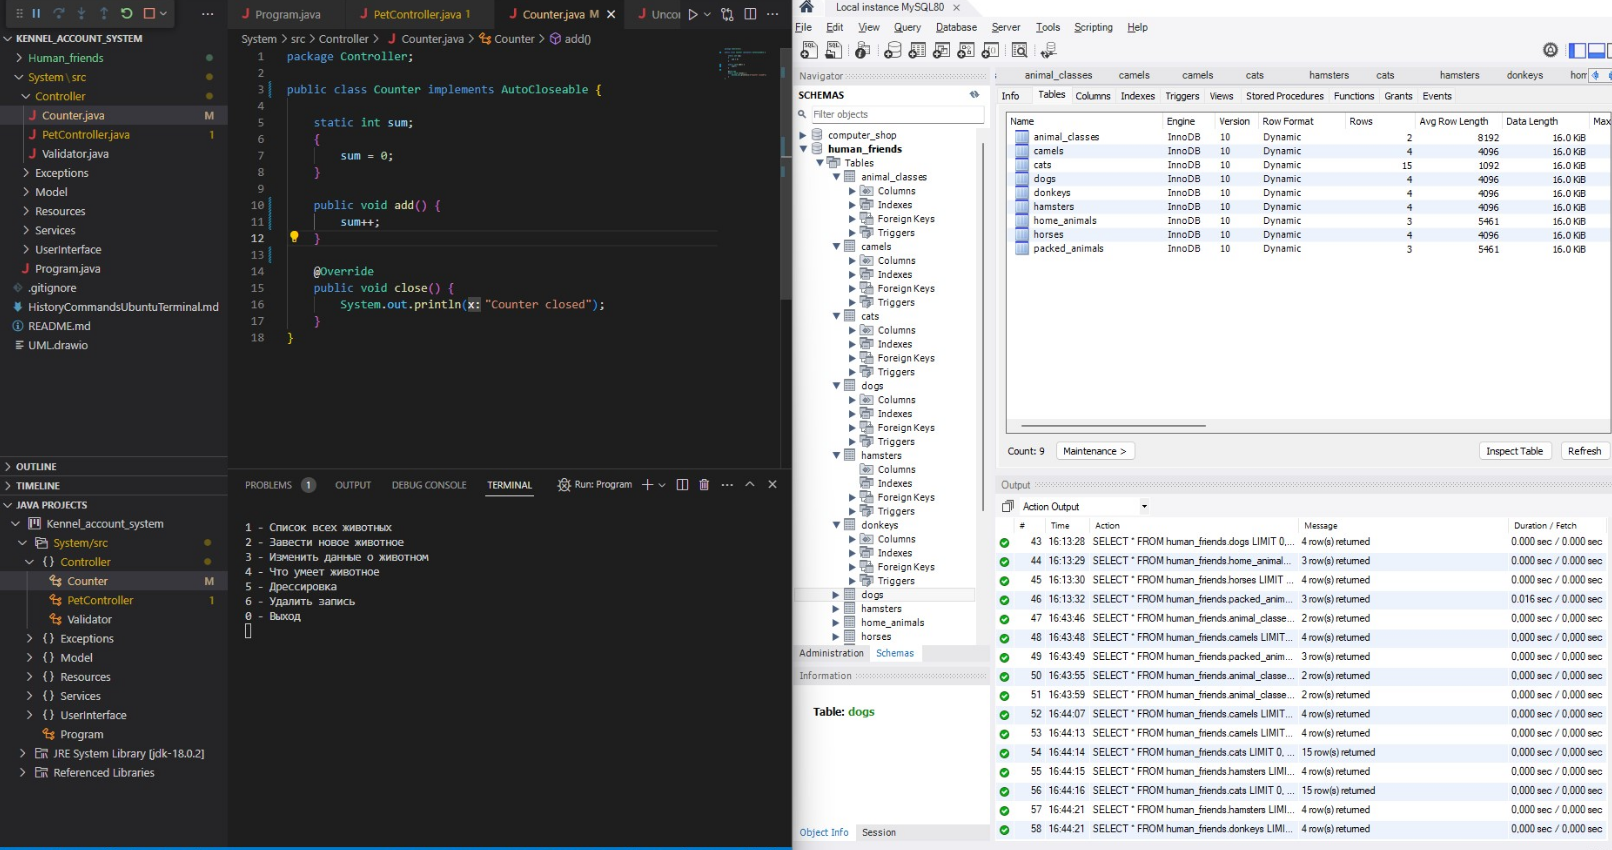 KENNEL_ACCOUNT_SYSTEM
Human_friends
System\src
Controller
Counter.java M
PetController.java 1
Validator.java
Exceptions
Model
Resources
Services
UserInterface
Program.java
.gitignore
HistoryCommandsUbuntuTerminal.md
README.md
UML.drawio
OUTLINE
TIMELINE
JAVA PROJECTS
Kennel_account_system
System/src
Controller
Counter M
PetController 1
Validator
Exceptions
Model
Resources
Services
UserInterface
Program
JRE System Library [jdk-18.0.2]
Referenced Libraries
Program.java PetController.java 1 Counter.java M Uncor
System > src > Controller > Counter.java > Counter > add()
1 package Controller;
2
3 public class Counter implements AutoCloseable {
4
5 static int sum;
6 {
7 sum = 0;
8 }
9
10 public void add() {
11 sum++;
12 }
13
14 @Override
15 public void close() {
16 System.out.println(x: "Counter closed");
17 }
18 }
PROBLEMS 1 OUTPUT DEBUG CONSOLE TERMINAL Run: Program
1 - Список всех животных
2 - Завести новое животное
3 - Изменить данные о животном
4 - Что умеет животное
5 - Дрессировка
6 - Удалить запись
0 - Выход
Local instance MySQL80
File Edit View Query Database Server Tools Scripting Help
Navigator
SCHEMAS
Filter objects
computer_shop
human_friends
Tables
animal_classes
Columns
Indexes
Foreign Keys
Triggers
camels
Columns
Indexes
Foreign Keys
Triggers
cats
Columns
Indexes
Foreign Keys
Triggers
dogs
Columns
Indexes
Foreign Keys
Triggers
hamsters
Columns
Indexes
Foreign Keys
Triggers
donkeys
Columns
Indexes
Foreign Keys
Triggers
dogs
hamsters
home_animals
horses
Administration Schemas
Information
Table: dogs
Object Info Session
animal_classes camels camels cats hamsters cats hamsters donkeys hom
Info Tables Columns Indexes Triggers Views Stored Procedures Functions Grants Events
Name Engine Version Row Format Rows Avg Row Length Data Length Max
animal_classes InnoDB 10 Dynamic 2 8192 16.0 KiB
camels InnoDB 10 Dynamic 4 4096 16.0 KiB
cats InnoDB 10 Dynamic 15 1092 16.0 KiB
dogs InnoDB 10 Dynamic 4 4096 16.0 KiB
donkeys InnoDB 10 Dynamic 4 4096 16.0 KiB
hamsters InnoDB 10 Dynamic 4 4096 16.0 KiB
home_animals InnoDB 10 Dynamic 3 5461 16.0 KiB
horses InnoDB 10 Dynamic 4 4096 16.0 KiB
packed_animals InnoDB 10 Dynamic 3 5461 16.0 KiB
Count: 9 Maintenance > Inspect Table Refresh
Output
Action Output
# Time Action Message Duration / Fetch
43 16:13:28 SELECT * FROM human_friends.dogs LIMIT 0,... 4 row(s) returned 0.000 sec / 0.000 sec
44 16:13:29 SELECT * FROM human_friends.home_animal... 3 row(s) returned 0.000 sec / 0.000 sec
45 16:13:30 SELECT * FROM human_friends.horses LIMIT ... 4 row(s) returned 0.000 sec / 0.000 sec
46 16:13:32 SELECT * FROM human_friends.packed_anim... 3 row(s) returned 0.016 sec / 0.000 sec
47 16:43:46 SELECT * FROM human_friends.animal_classe... 2 row(s) returned 0,000 sec / 0,000 sec
48 16:43:48 SELECT * FROM human_friends.camels LIMIT... 4 row(s) returned 0,000 sec / 0,000 sec
49 16:43:49 SELECT * FROM human_friends.packed_anim... 3 row(s) returned 0,000 sec / 0,000 sec
50 16:43:55 SELECT * FROM human_friends.animal_classe... 2 row(s) returned 0,000 sec / 0,000 sec
51 16:43:59 SELECT * FROM human_friends.animal_classe... 2 row(s) returned 0,000 sec / 0,000 sec
52 16:44:07 SELECT * FROM human_friends.camels LIMIT... 4 row(s) returned 0,000 sec / 0,000 sec
53 16:44:13 SELECT * FROM human_friends.camels LIMIT... 4 row(s) returned 0,000 sec / 0,000 sec
54 16:44:14 SELECT * FROM human_friends.cats LIMIT 0, ... 15 row(s) returned 0,000 sec / 0,000 sec
55 16:44:15 SELECT * FROM human_friends.hamsters LIMI... 4 row(s) returned 0,000 sec / 0,000 sec
56 16:44:16 SELECT * FROM human_friends.cats LIMIT 0, ... 15 row(s) returned 0,000 sec / 0,000 sec
57 16:44:21 SELECT * FROM human_friends.hamsters LIMI... 4 row(s) returned 0,000 sec / 0,000 sec
58 16:44:21 SELECT * FROM human_friends.donkeys LIMI... 4 row(s) returned 0,000 sec / 0,000 sec